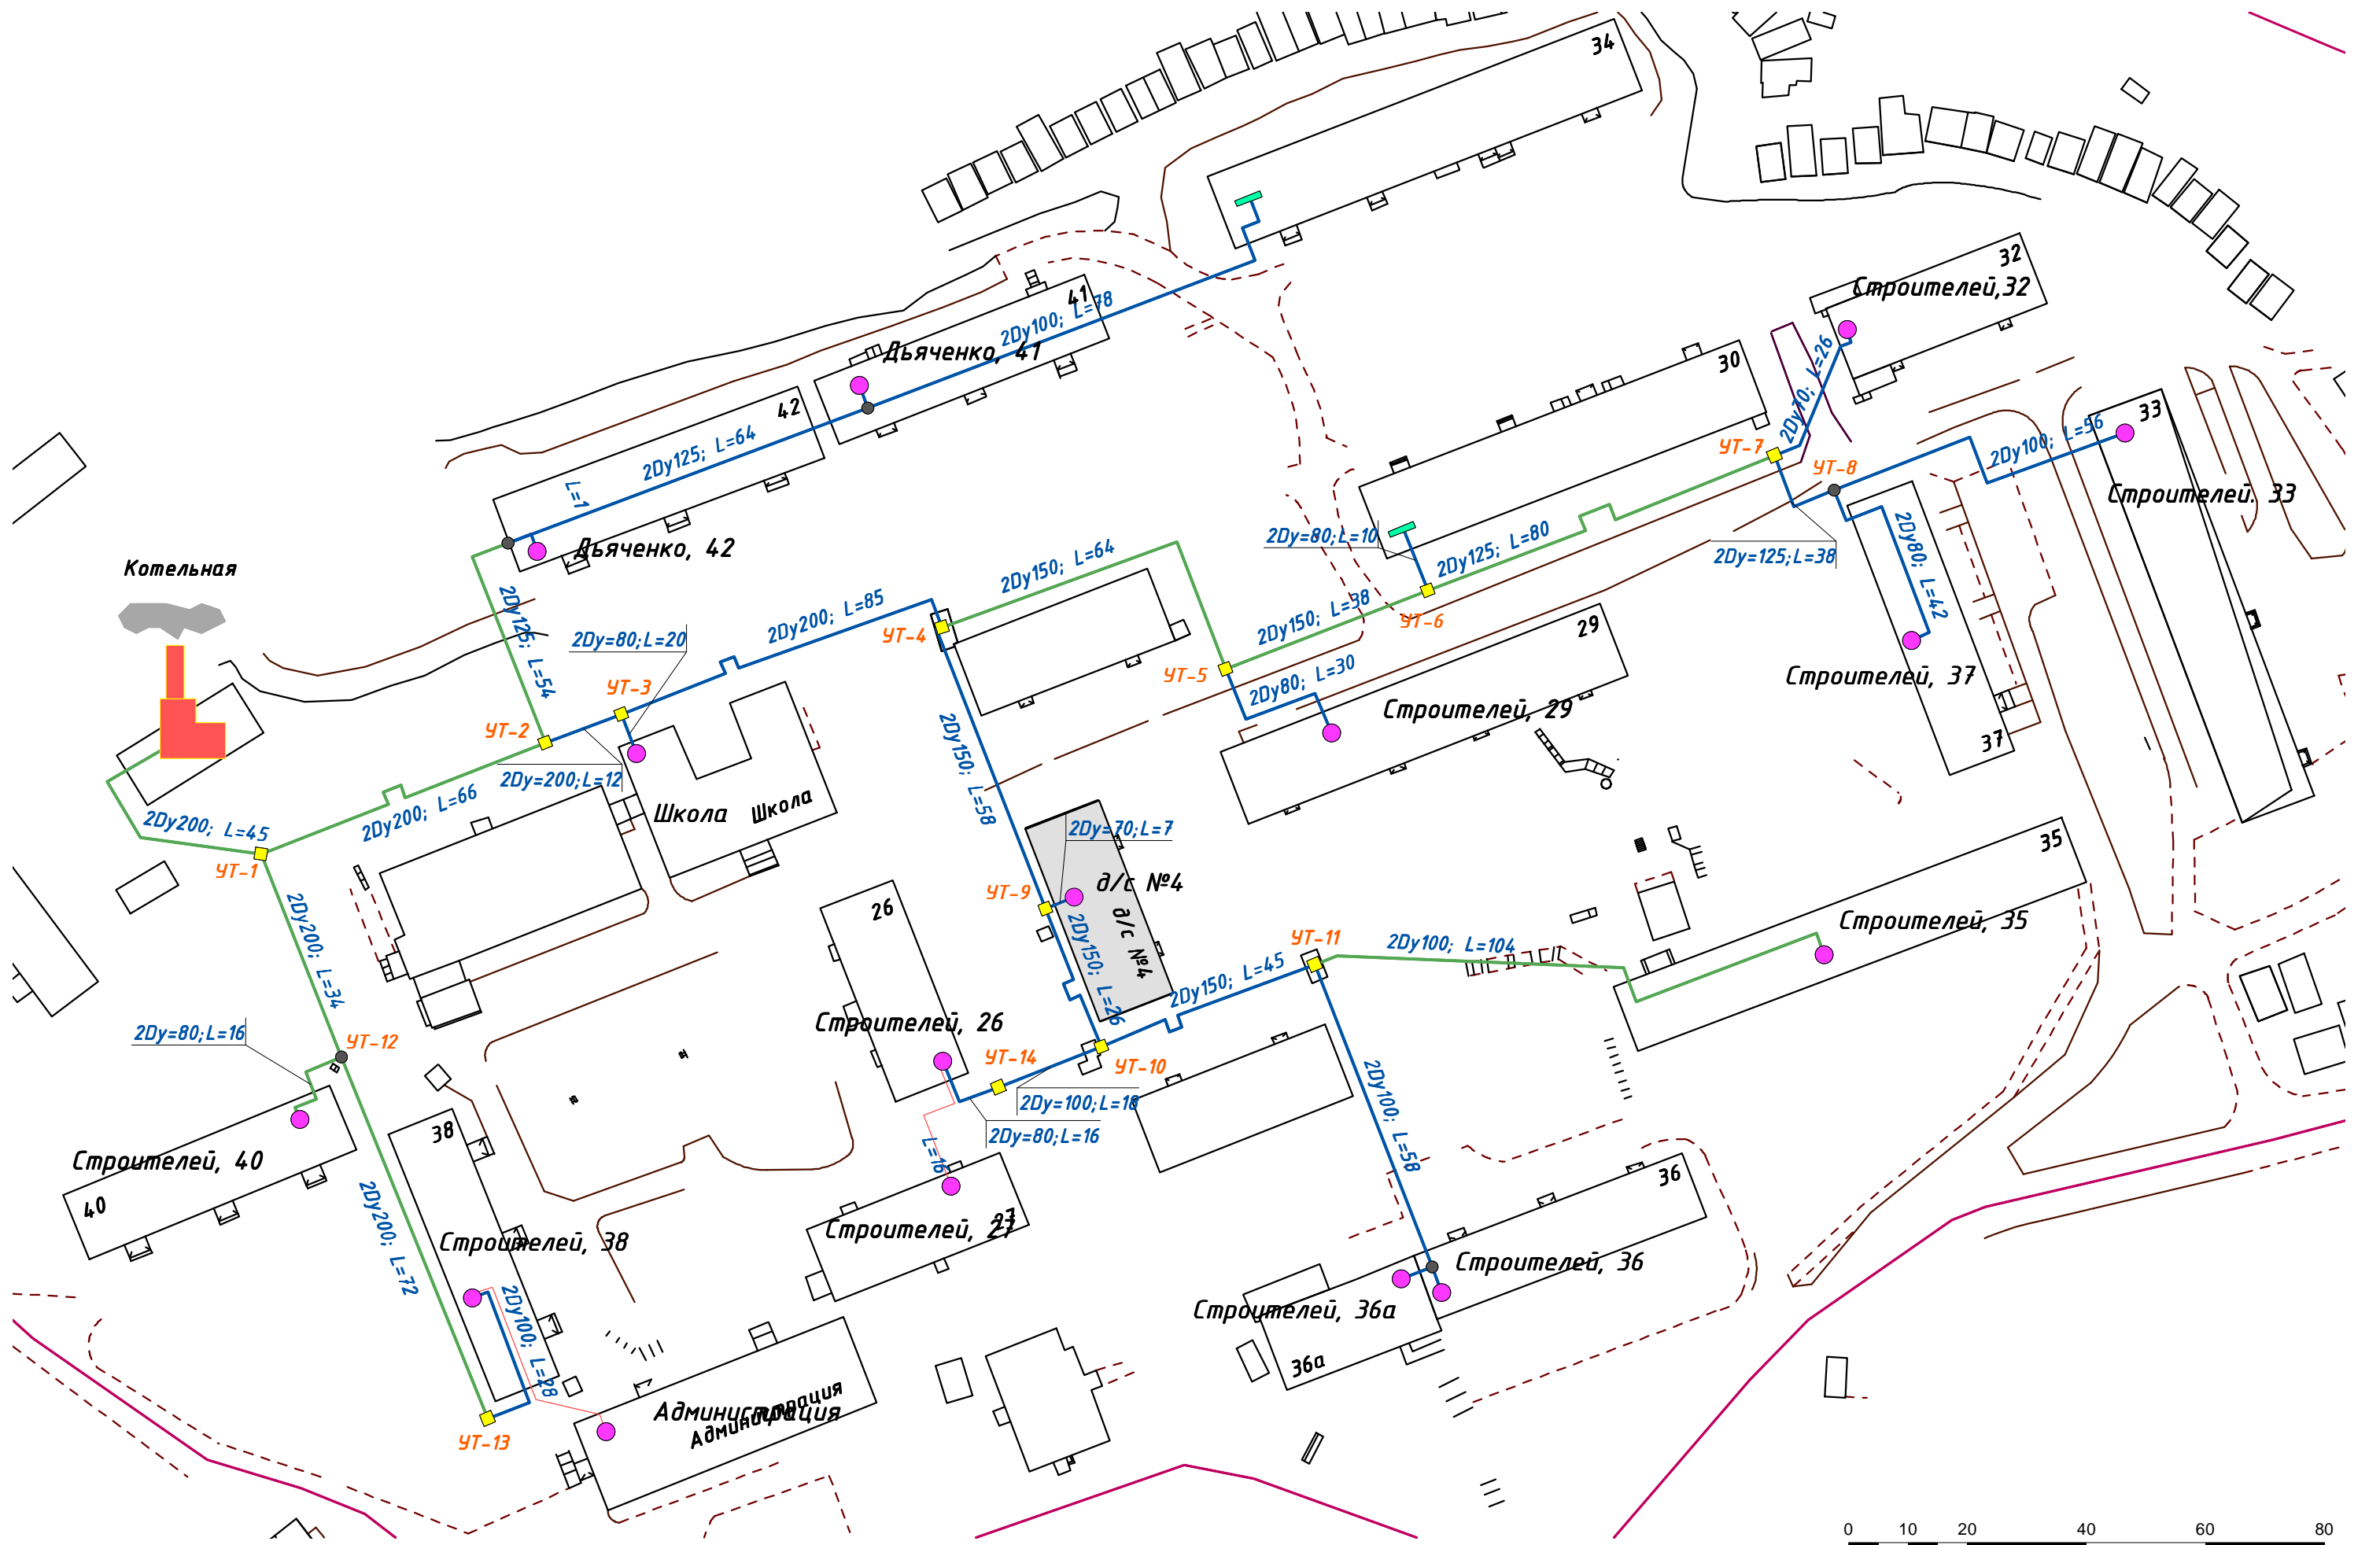 34
32
Строителей,32
41
2Dy100; L=78
Дьяченко, 41
30
2Dy70; L=26
42
33
2Dy125; L=64
УТ-7
2Dy100; L=56
УТ-8
L=1
Строителей. 33
2Dy=80;L=10
2Dy125; L=80
2Dy80; L=42
Дьяченко, 42
2Dy150; L=64
2Dy=125;L=38
Котельная
2Dy125; L=54
2Dy200; L=85
2Dy=80;L=20
УТ-4
2Dy150; L=38
УТ-6
29
УТ-3
УТ-5
2Dy80; L=30
Строителей, 37
УТ-2
Строителей, 29
37
2Dy=200;L=12
2Dy150; L=58
2Dy200; L=66
Школа
Школа
2Dy200; L=45
2Dy=70;L=7
35
УТ-1
УТ-9
д/с №4
26
Строителей, 35
2Dy200; L=34
д/с №4
УТ-11
2Dy100; L=104
2Dy150; L=26
2Dy150; L=45
Строителей, 26
2Dy=80;L=16
УТ-12
УТ-14
УТ-10
2Dy=100;L=18
2Dy100; L=58
38
2Dy=80;L=16
L=16
Строителей, 40
40
36
2Dy200; L=72
Строителей, 38
27
Строителей, 27
Строителей, 36
2Dy100; L=28
Строителей, 36а
36а
Администрация
Администрация
УТ-13
0 10 20 40 60 80